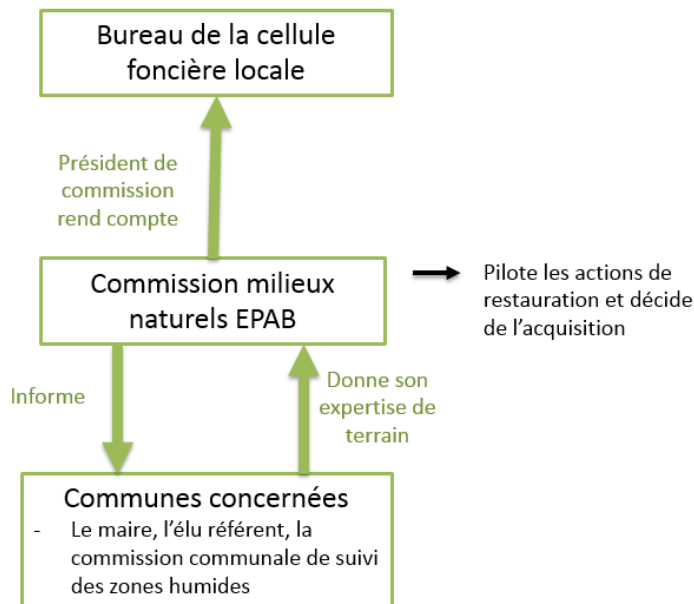 Bureau de la cellule
foncière locale
Président de
commission
rend compte
Commission milieux
naturels EPAB
Pilote les actions de
restauration et décide
de l’acquisition
Informe
Donne son
expertise de
terrain
Communes concernées
- Le maire, l’élu référent, la
commission communale de suivi
des zones humides